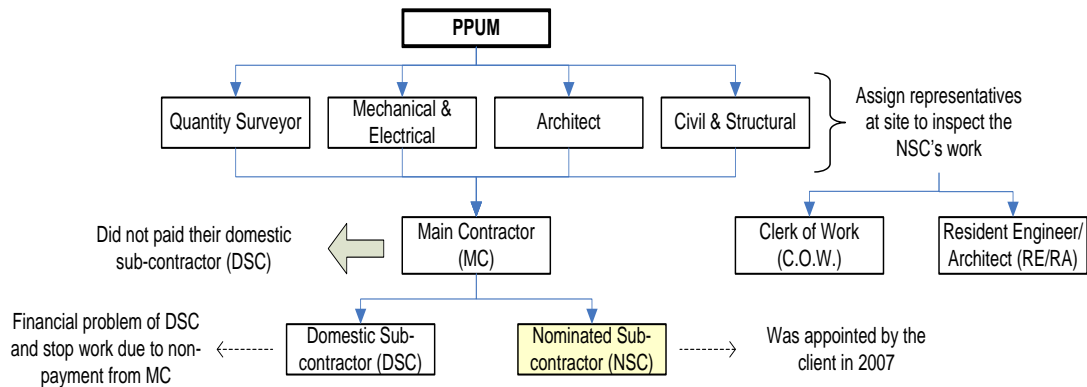 PPUM
Quantity Surveyor
Mechanical &
Electrical
Architect
Civil & Structural
Assign representatives
at site to inspect the
NSC's work
Did not paid their domestic
sub-contractor (DSC)
Main Contractor
(MC)
Clerk of Work
(C.O.W.)
Resident Engineer/
Architect (RE/RA)
Financial problem of DSC
and stop work due to non-
payment from MC
Domestic Sub-
contractor (DSC)
Nominated Sub-
contractor (NSC)
Was appointed by the
client in 2007